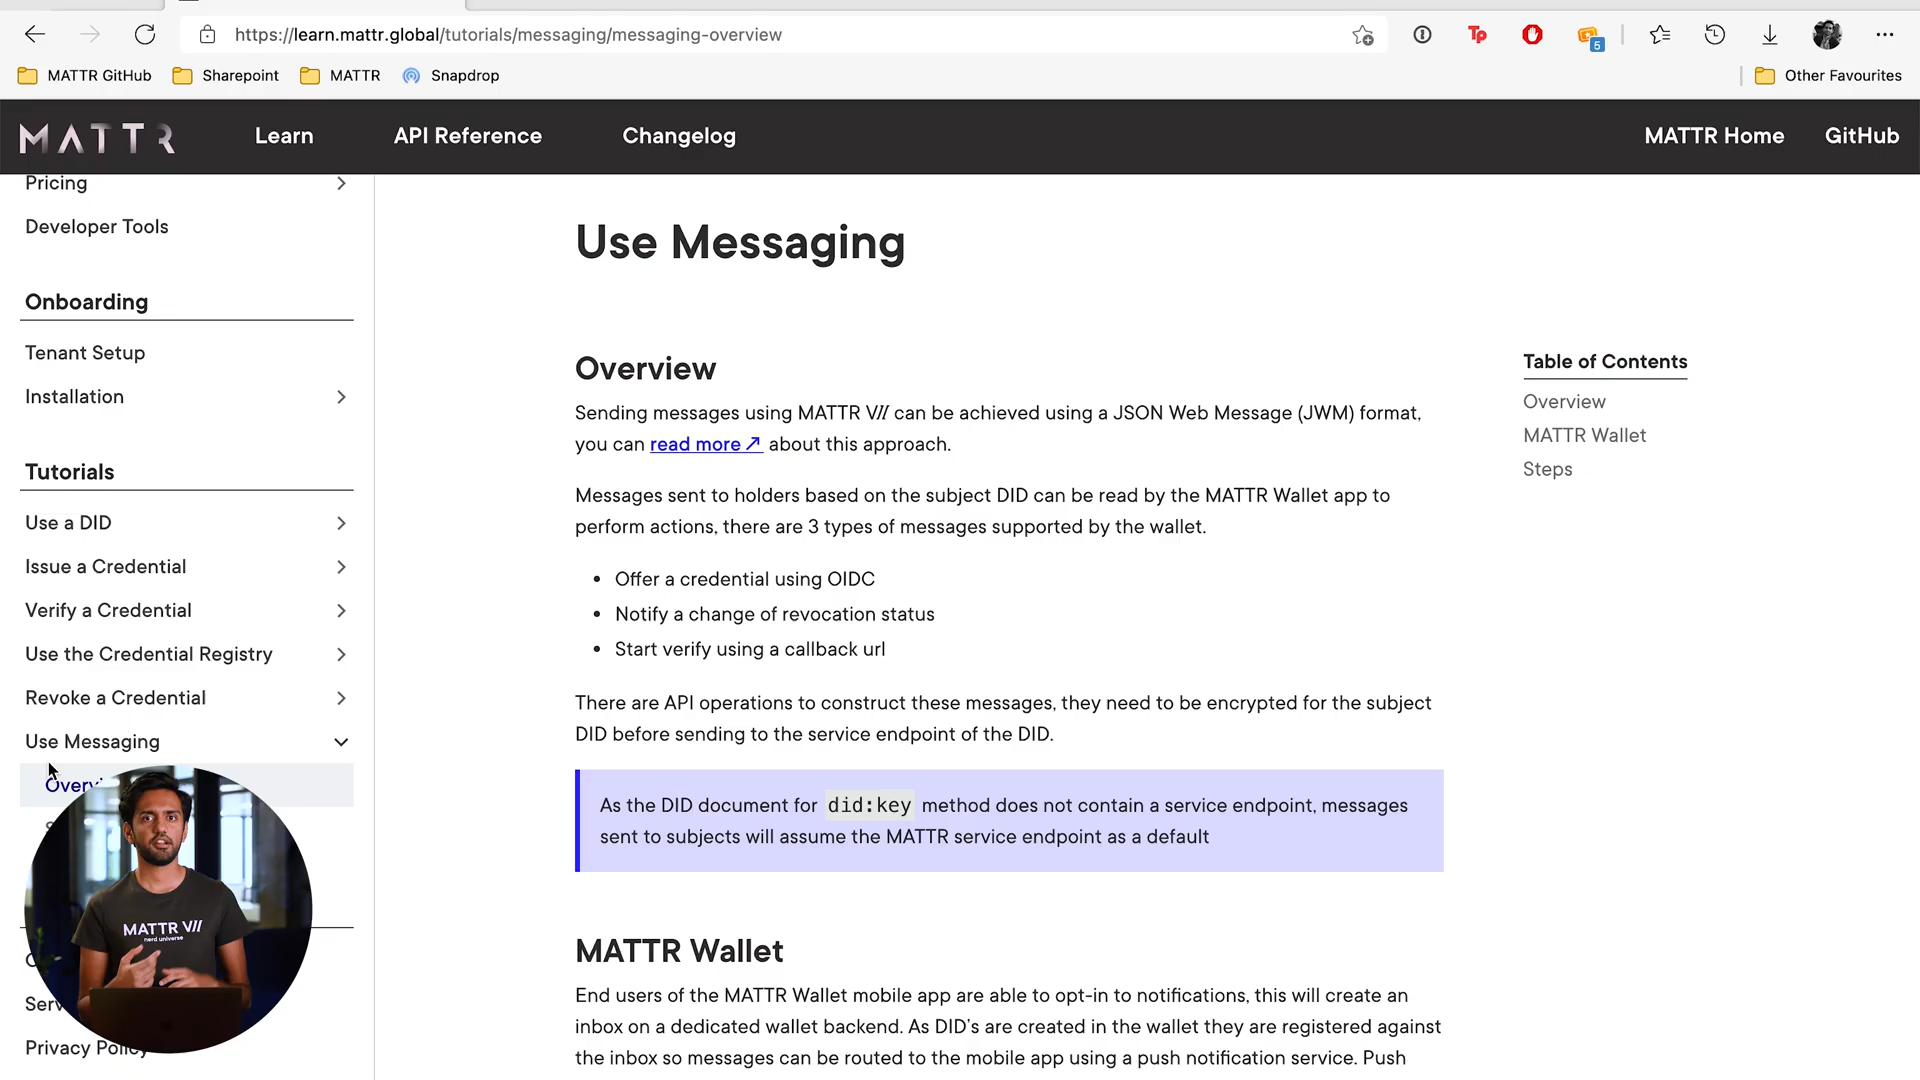 https://learn.mattr.global/tutorials/messaging/messaging-overview
5
MATTR GitHub
Sharepoint
MATTR
Snapdrop
Other Favourites
MATTR
Learn
API Reference
Changelog
MATTR Home
GitHub
Pricing
Developer Tools
Onboarding
Tenant Setup
Installation
Tutorials
Use a DID
Issue a Credential
Verify a Credential
Use the Credential Registry
Revoke a Credential
Use Messaging
Privacy Policy
MATTR VII
nerd universe
Use Messaging
Overview
Sending messages using MATTR VII can be achieved using a JSON Web Message (JWM) format,
you can read more ↗ about this approach.
Messages sent to holders based on the subject DID can be read by the MATTR Wallet app to
perform actions, there are 3 types of messages supported by the wallet.
• Offer a credential using OIDC
• Notify a change of revocation status
• Start verify using a callback url
There are API operations to construct these messages, they need to be encrypted for the subject
DID before sending to the service endpoint of the DID.
As the DID document for did:key method does not contain a service endpoint, messages
sent to subjects will assume the MATTR service endpoint as a default
MATTR Wallet
End users of the MATTR Wallet mobile app are able to opt-in to notifications, this will create an
inbox on a dedicated wallet backend. As DID's are created in the wallet they are registered against
the inbox so messages can be routed to the mobile app using a push notification service. Push
Table of Contents
Overview
MATTR Wallet
Steps